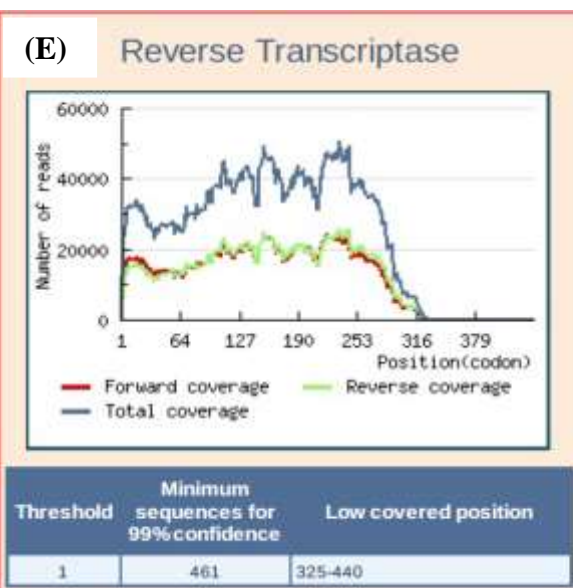 (E) Reverse Transcriptase
60000
40000
20000
0
Number of reads
1 64 127 190 253 316 379
Position(codon)
Forward coverage Reverse coverage
Total coverage
Threshold Minimum sequences for 99% confidence Low covered position
1 461 325-440